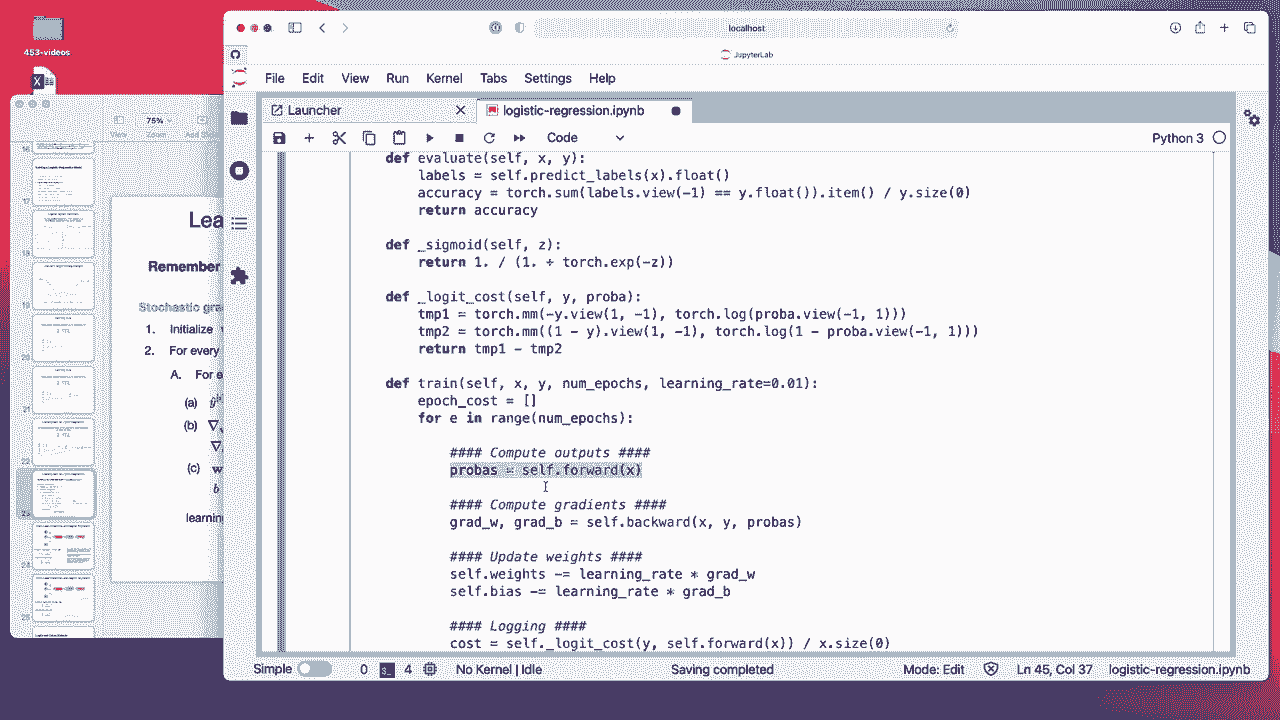 453-videos
localhost
JupyterLab
File Edit View Run Kernel Tabs Settings Help
Launcher
logistic-regression.ipynb
Code
Python 3
75%
View Zoom
Lea
Remember
Stochastic gra
1. Initialize
2. For every
A. For e
(a)
(b)
(c)
learnin
def evaluate(self, x, y):
labels = self.predict_labels(x).float()
accuracy = torch.sum(labels.view(-1) == y.float()).item() / y.size(0)
return accuracy
def _sigmoid(self, z):
return 1. / (1. + torch.exp(-z))
def _logit_cost(self, y, proba):
tmp1 = torch.mm(-y.view(1, -1), torch.log(proba.view(-1, 1)))
tmp2 = torch.mm((1 - y).view(1, -1), torch.log(1 - proba.view(-1, 1)))
return tmp1 - tmp2
def train(self, x, y, num_epochs, learning_rate=0.01):
epoch_cost = []
for e in range(num_epochs):
#### Compute outputs ####
probas = self.forward(x)
#### Compute gradients ####
grad_w, grad_b = self.backward(x, y, probas)
#### Update weights ####
self.weights -= learning_rate * grad_w
self.bias -= learning_rate * grad_b
#### Logging ####
cost = self._logit_cost(y, self.forward(x)) / x.size(0)
Simple 0 4 No Kernel | Idle Saving completed Mode: Edit Ln 45, Col 37 logistic-regression.ipynb